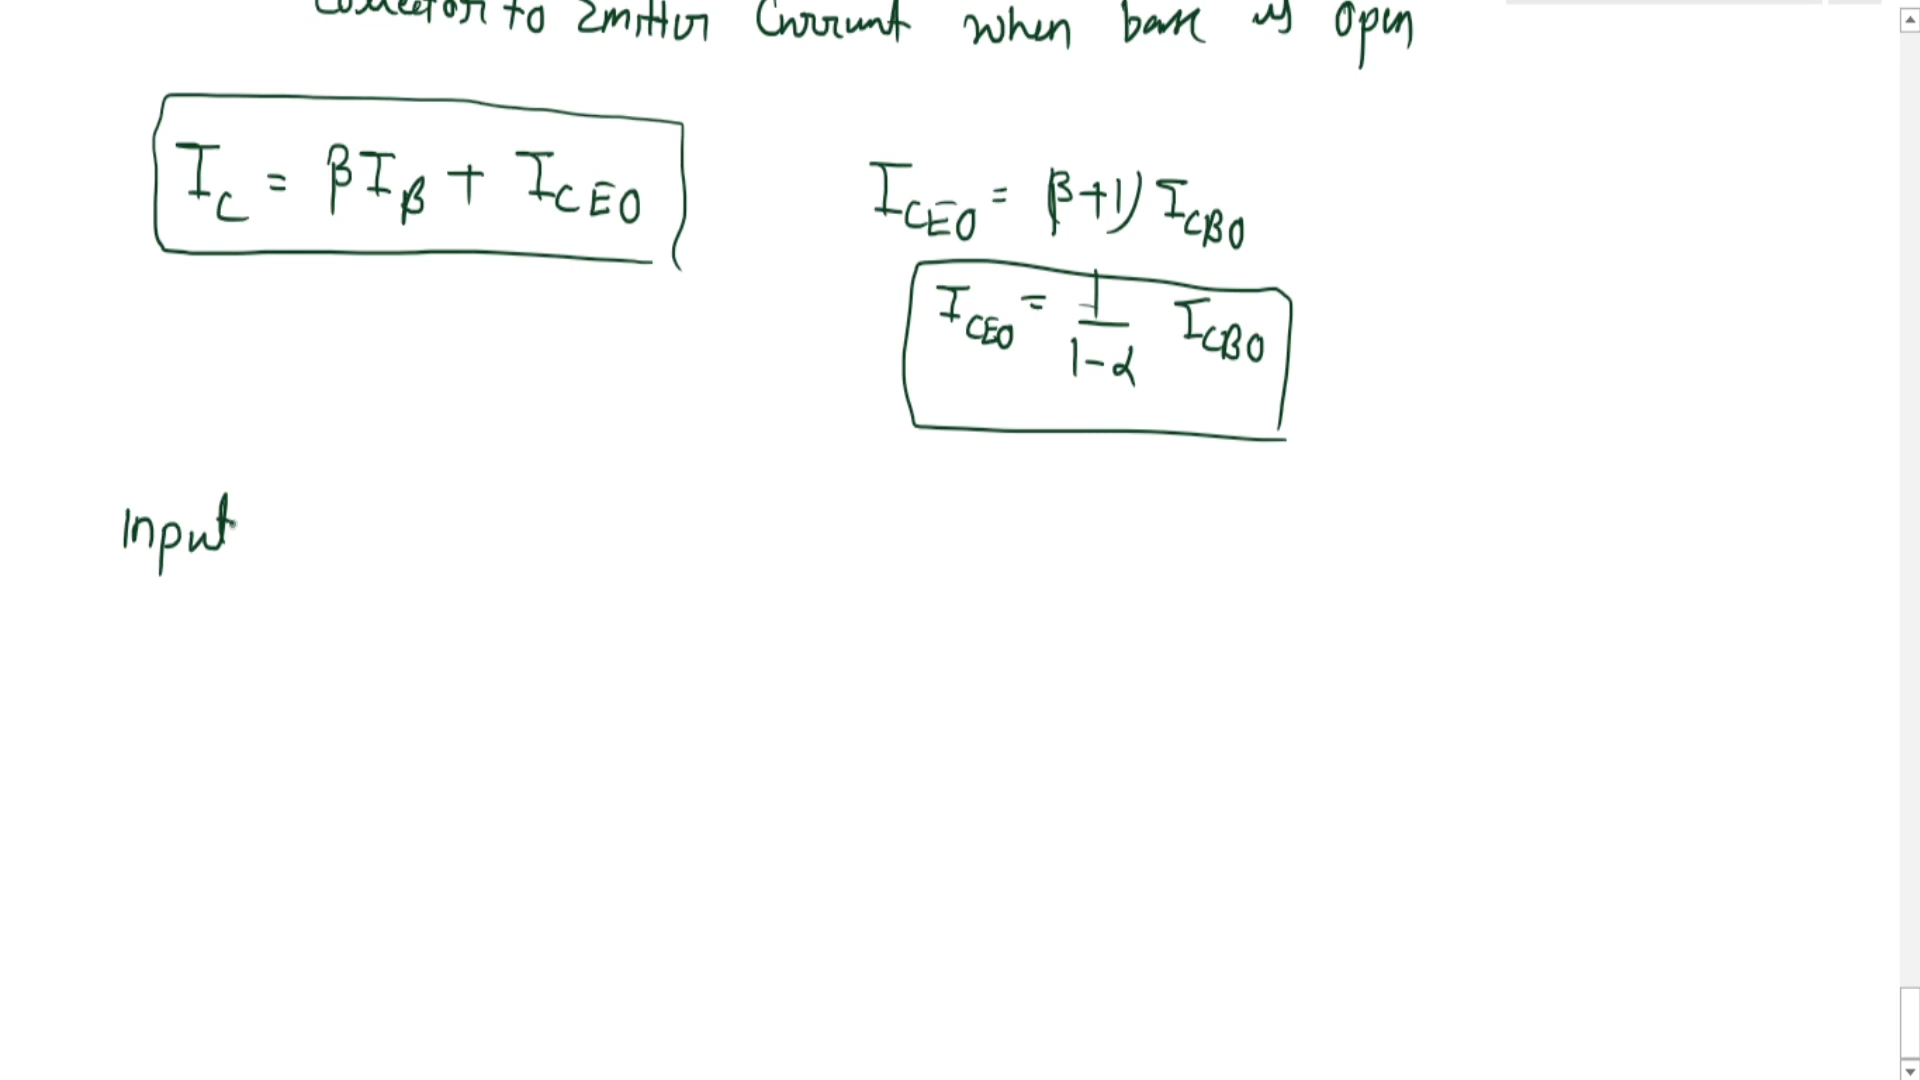 Collector to Emitter Current when base is open
I_C = βI_B + I_CEO
I_CEO = (β+1) I_CBO
I_CEO = 1/(1-α) I_CBO
Input